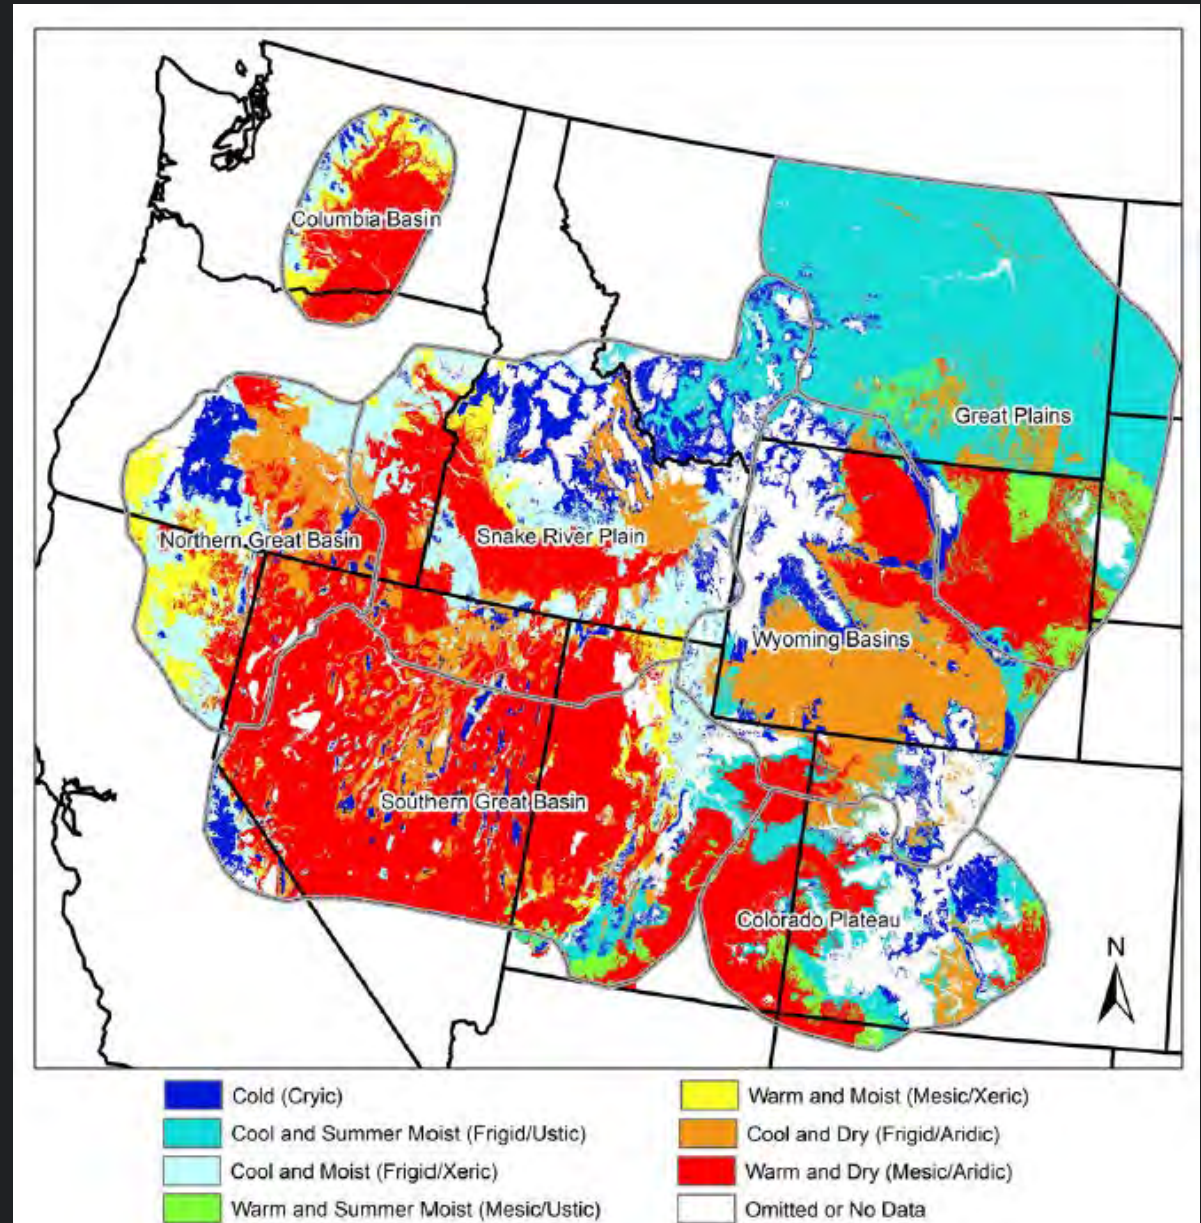 Columbia Basin
Great Plains
Northern Great Basin
Snake River Plain
Wyoming Basins
Southern Great Basin
Colorado Plateau
N
Cold (Cryic)
Cool and Summer Moist (Frigid/Ustic)
Cool and Moist (Frigid/Xeric)
Warm and Summer Moist (Mesic/Ustic)
Warm and Moist (Mesic/Xeric)
Cool and Dry (Frigid/Aridic)
Warm and Dry (Mesic/Aridic)
Omitted or No Data